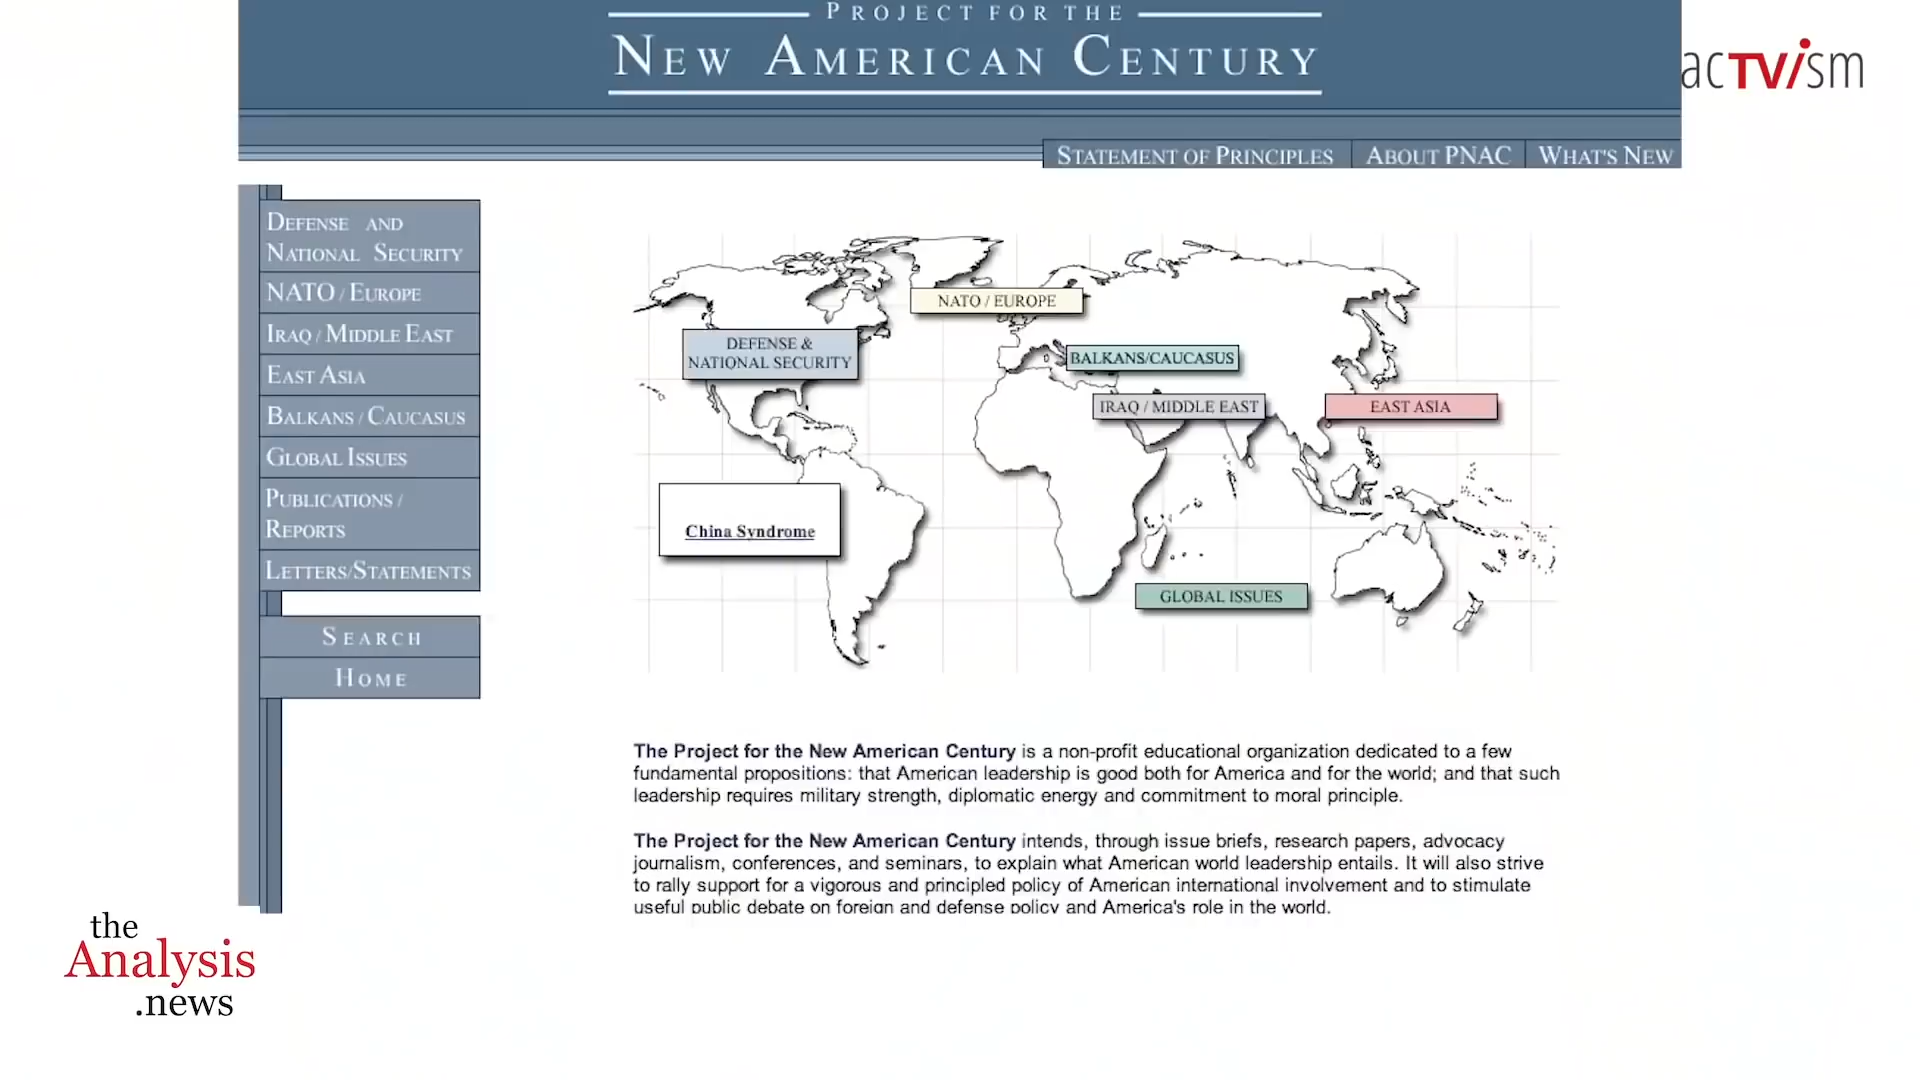 PROJECT FOR THE
NEW AMERICAN CENTURY
acTVism
STATEMENT OF PRINCIPLES
ABOUT PNAC
WHAT'S NEW
DEFENSE AND
NATIONAL SECURITY
NATO / EUROPE
IRAQ / MIDDLE EAST
EAST ASIA
BALKANS / CAUCASUS
GLOBAL ISSUES
PUBLICATIONS /
REPORTS
LETTERS/STATEMENTS
SEARCH
HOME
NATO / EUROPE
DEFENSE &
NATIONAL SECURITY
BALKANS/CAUCASUS
IRAQ / MIDDLE EAST
EAST ASIA
China Syndrome
GLOBAL ISSUES
The Project for the New American Century is a non-profit educational organization dedicated to a few
fundamental propositions: that American leadership is good both for America and for the world; and that such
leadership requires military strength, diplomatic energy and commitment to moral principle.
The Project for the New American Century intends, through issue briefs, research papers, advocacy
journalism, conferences, and seminars, to explain what American world leadership entails. It will also strive
to rally support for a vigorous and principled policy of American international involvement and to stimulate
useful public debate on foreign and defense policy and America's role in the world.
the
Analysis
.news